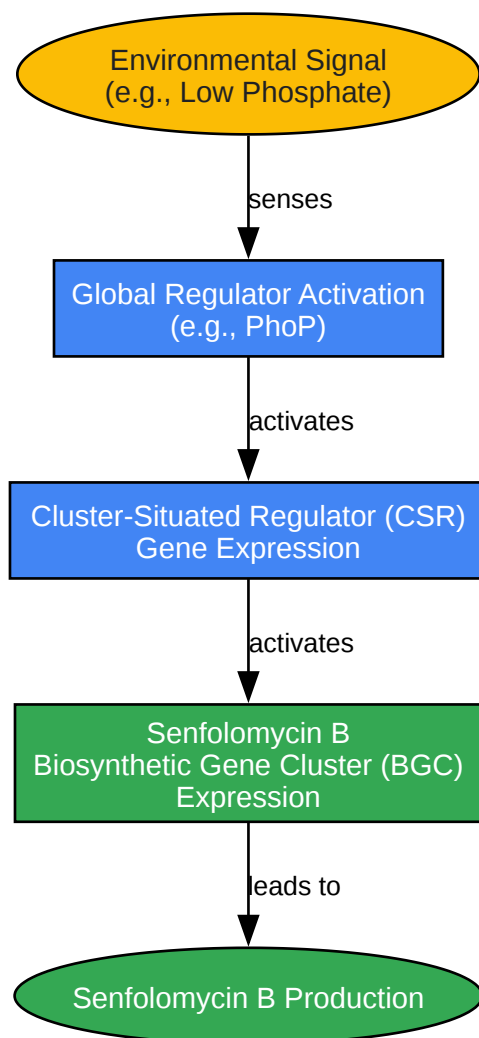 Environmental Signal
(e.g., Low Phosphate)
senses
Global Regulator Activation
(e.g., PhoP)
activates
Cluster-Situated Regulator (CSR)
Gene Expression
activates
Senfolomycin B
Biosynthetic Gene Cluster (BGC)
Expression
leads to
Senfolomycin B Production